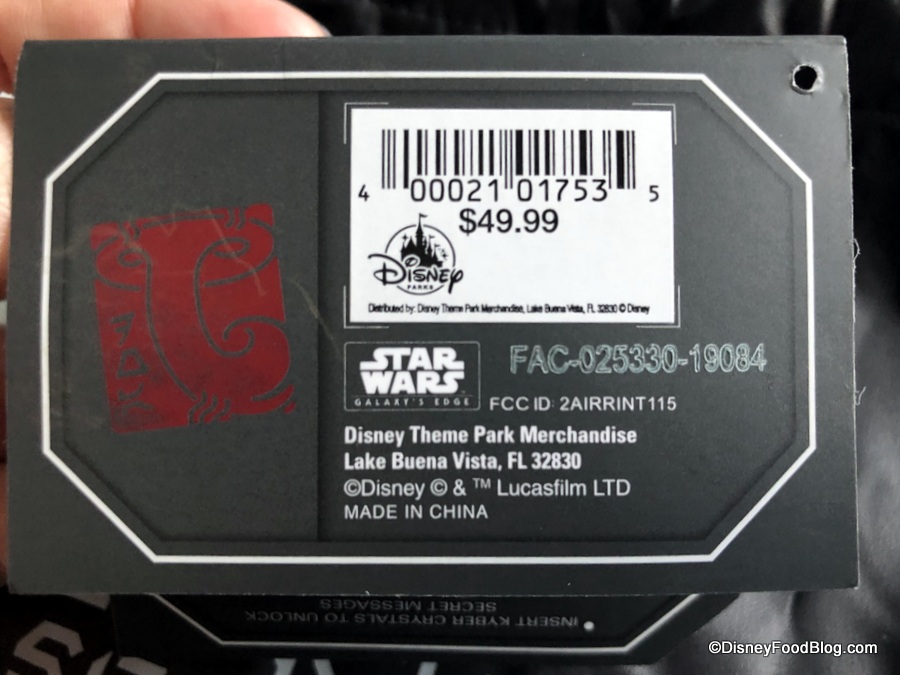 4 00021 01753 5
$49.99
Disney
PARKS
Distributed by: Disney Theme Park Merchandise, Lake Buena Vista, FL 32830 © Disney
STAR
WARS
GALAXY'S EDGE
FAC-025330-19084
FCC ID: 2AIRRINT115
Disney Theme Park Merchandise
Lake Buena Vista, FL 32830
©Disney © & ™ Lucasfilm LTD
MADE IN CHINA
• INSERT KYBER CRYSTALS TO UNLOCK
SECRET MESSAGES
©DisneyFoodBlog.com